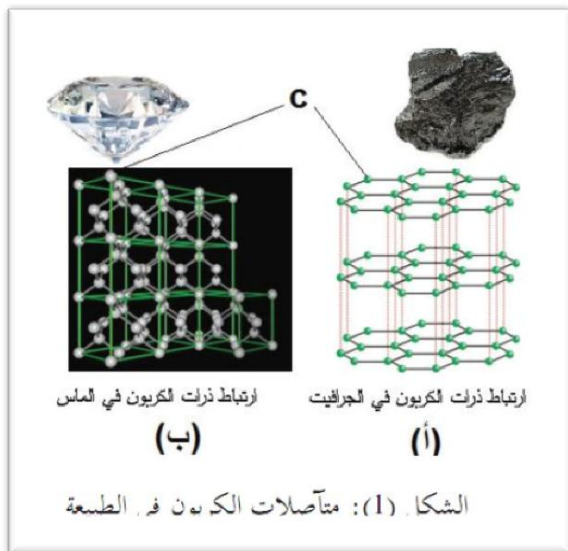 C
ارتباط ذرات الكربون في الجرافيت
ارتباط ذرات الكربون في الماس
(أ)
(ب)
الشكل (1): متآصلات الكربون في الطبيعة